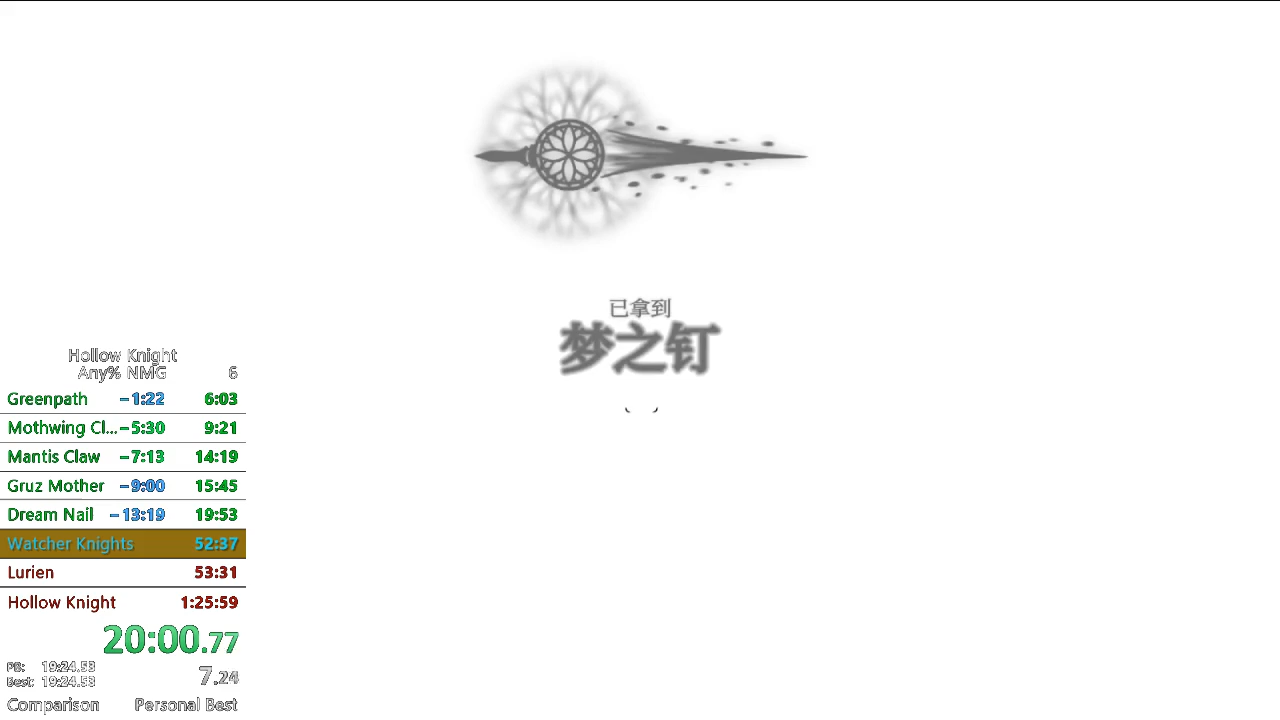 已拿到
梦之钉
Hollow Knight
Any% NMG 6
Greenpath −1:22 6:03
Mothwing Cl... −5:30 9:21
Mantis Claw −7:13 14:19
Gruz Mother −9:00 15:45
Dream Nail −13:19 19:53
Watcher Knights 52:37
Lurien 53:31
Hollow Knight 1:25:59
20:00.77
PB: 19:24.53
Best: 19:24.53
7.24
Comparison Personal Best